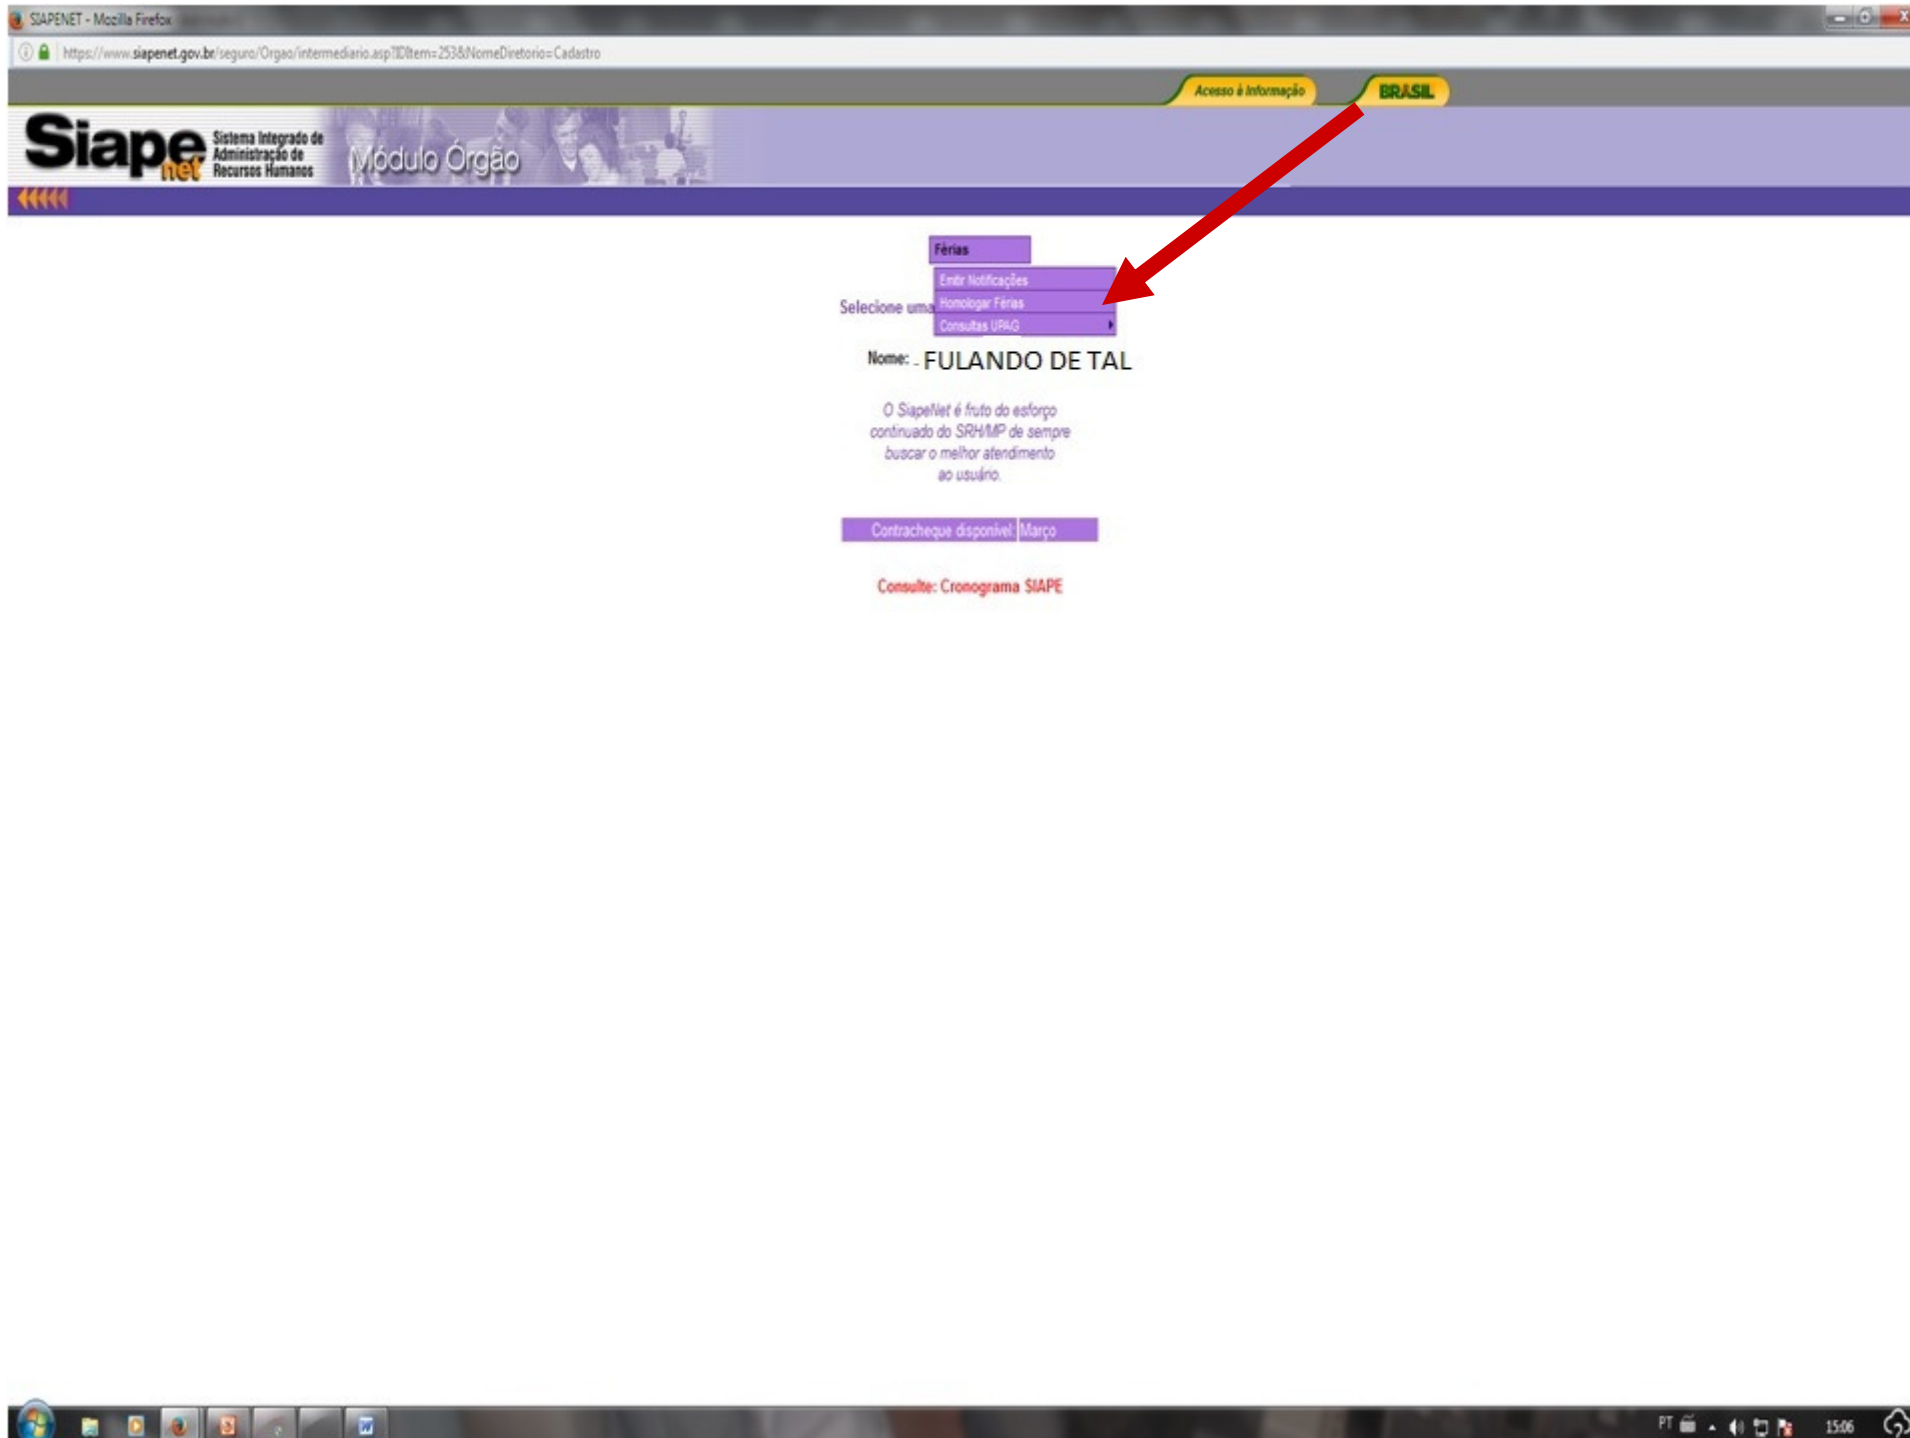 SIAPENET - Mozilla Firefox
https://www.siapenet.gov.br/seguro/Orgao/intermediario.asp?IDItem=253&NomeDiretorio=Cadastro
Acesso à Informação
BRASIL
Siape net
Sistema Integrado de
Administração de
Recursos Humanos
Módulo Órgão
Férias
Emitir Notificações
Selecione uma
Homologar Férias
Consultas UPAG
Nome: - FULANDO DE TAL
O SiapeNet é fruto do esforço
continuado do SRH/MP de sempre
buscar o melhor atendimento
ao usuário.
Contracheque disponível: Março
Consulte: Cronograma SIAPE
PT
15:06